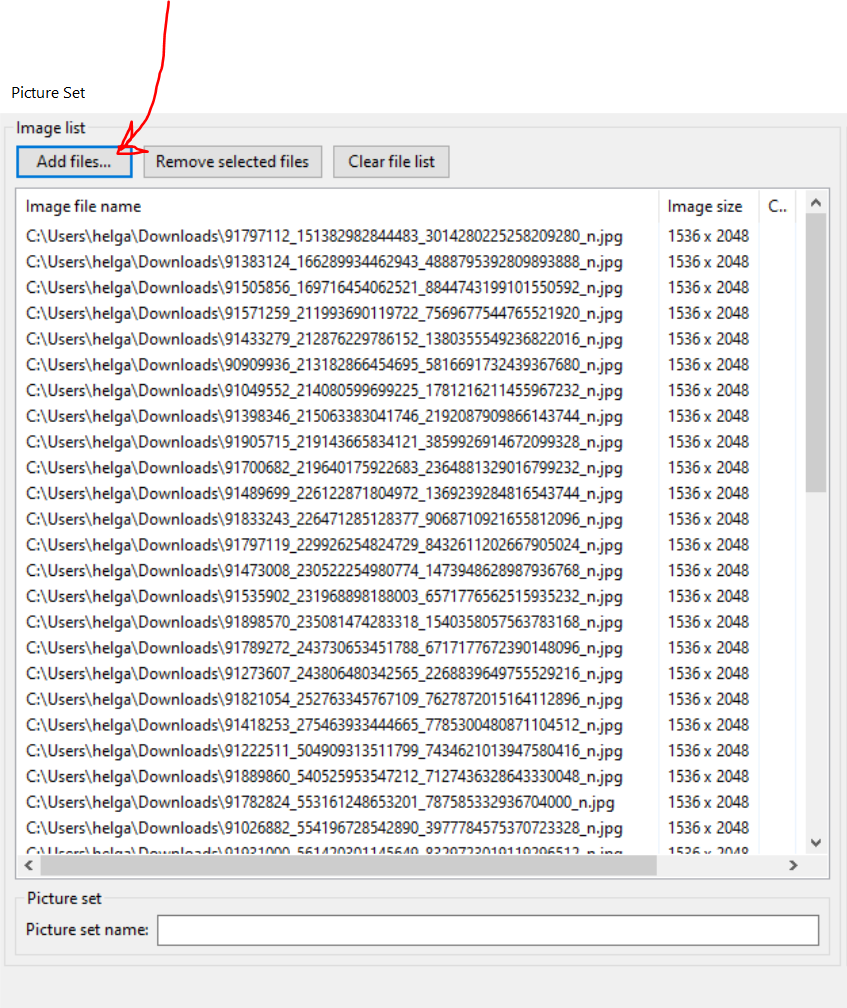 Picture Set
Image list
Add files... Remove selected files Clear file list
Image file name Image size C..
C:\Users\helga\Downloads\91797112_151382982844483_3014280225258209280_n.jpg 1536 x 2048
C:\Users\helga\Downloads\91383124_166289934462943_4888795392809893888_n.jpg 1536 x 2048
C:\Users\helga\Downloads\91505856_169716454062521_8844743199101550592_n.jpg 1536 x 2048
C:\Users\helga\Downloads\91571259_211993690119722_7569677544765521920_n.jpg 1536 x 2048
C:\Users\helga\Downloads\91433279_212876229786152_1380355549236822016_n.jpg 1536 x 2048
C:\Users\helga\Downloads\90909936_213182866454695_5816691732439367680_n.jpg 1536 x 2048
C:\Users\helga\Downloads\91049552_214080599699225_1781216211455967232_n.jpg 1536 x 2048
C:\Users\helga\Downloads\91398346_215063383041746_2192087909866143744_n.jpg 1536 x 2048
C:\Users\helga\Downloads\91905715_219143665834121_3859926914672099328_n.jpg 1536 x 2048
C:\Users\helga\Downloads\91700682_219640175922683_2364881329016799232_n.jpg 1536 x 2048
C:\Users\helga\Downloads\91489699_226122871804972_1369239284816543744_n.jpg 1536 x 2048
C:\Users\helga\Downloads\91833243_226471285128377_9068710921655812096_n.jpg 1536 x 2048
C:\Users\helga\Downloads\91797119_229926254824729_8432611202667905024_n.jpg 1536 x 2048
C:\Users\helga\Downloads\91473008_230522254980774_1473948628987936768_n.jpg 1536 x 2048
C:\Users\helga\Downloads\91535902_231968898188003_6571776562515935232_n.jpg 1536 x 2048
C:\Users\helga\Downloads\91898570_235081474283318_1540358057563783168_n.jpg 1536 x 2048
C:\Users\helga\Downloads\91789272_243730653451788_6717177672390148096_n.jpg 1536 x 2048
C:\Users\helga\Downloads\91273607_243806480342565_2268839649755529216_n.jpg 1536 x 2048
C:\Users\helga\Downloads\91821054_252763345767109_7627872015164112896_n.jpg 1536 x 2048
C:\Users\helga\Downloads\91418253_275463933444665_7785300480871104512_n.jpg 1536 x 2048
C:\Users\helga\Downloads\91222511_504909313511799_7434621013947580416_n.jpg 1536 x 2048
C:\Users\helga\Downloads\91889860_540525953547212_7127436328643330048_n.jpg 1536 x 2048
C:\Users\helga\Downloads\91782824_553161248653201_787585332936704000_n.jpg 1536 x 2048
C:\Users\helga\Downloads\91026882_554196728542890_3977784575370723328_n.jpg 1536 x 2048
1536 x 2048
Picture set
Picture set name: